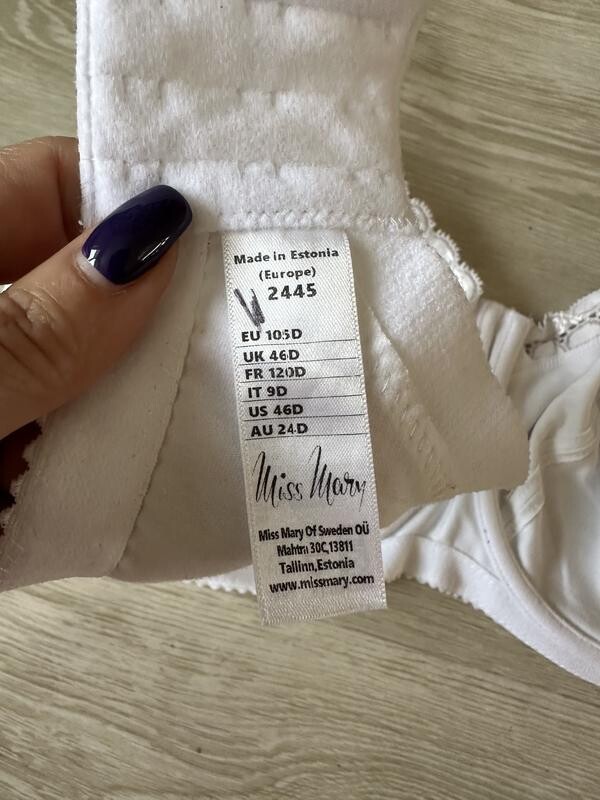 Made in Estonia
(Europe)
2445
EU 105D
UK 46D
FR 120D
IT 9D
US 46D
AU 24D
Miss Mary
Miss Mary Of Sweden OÜ
Mahtra 30C,13811
Tallinn,Estonia
www.missmary.com